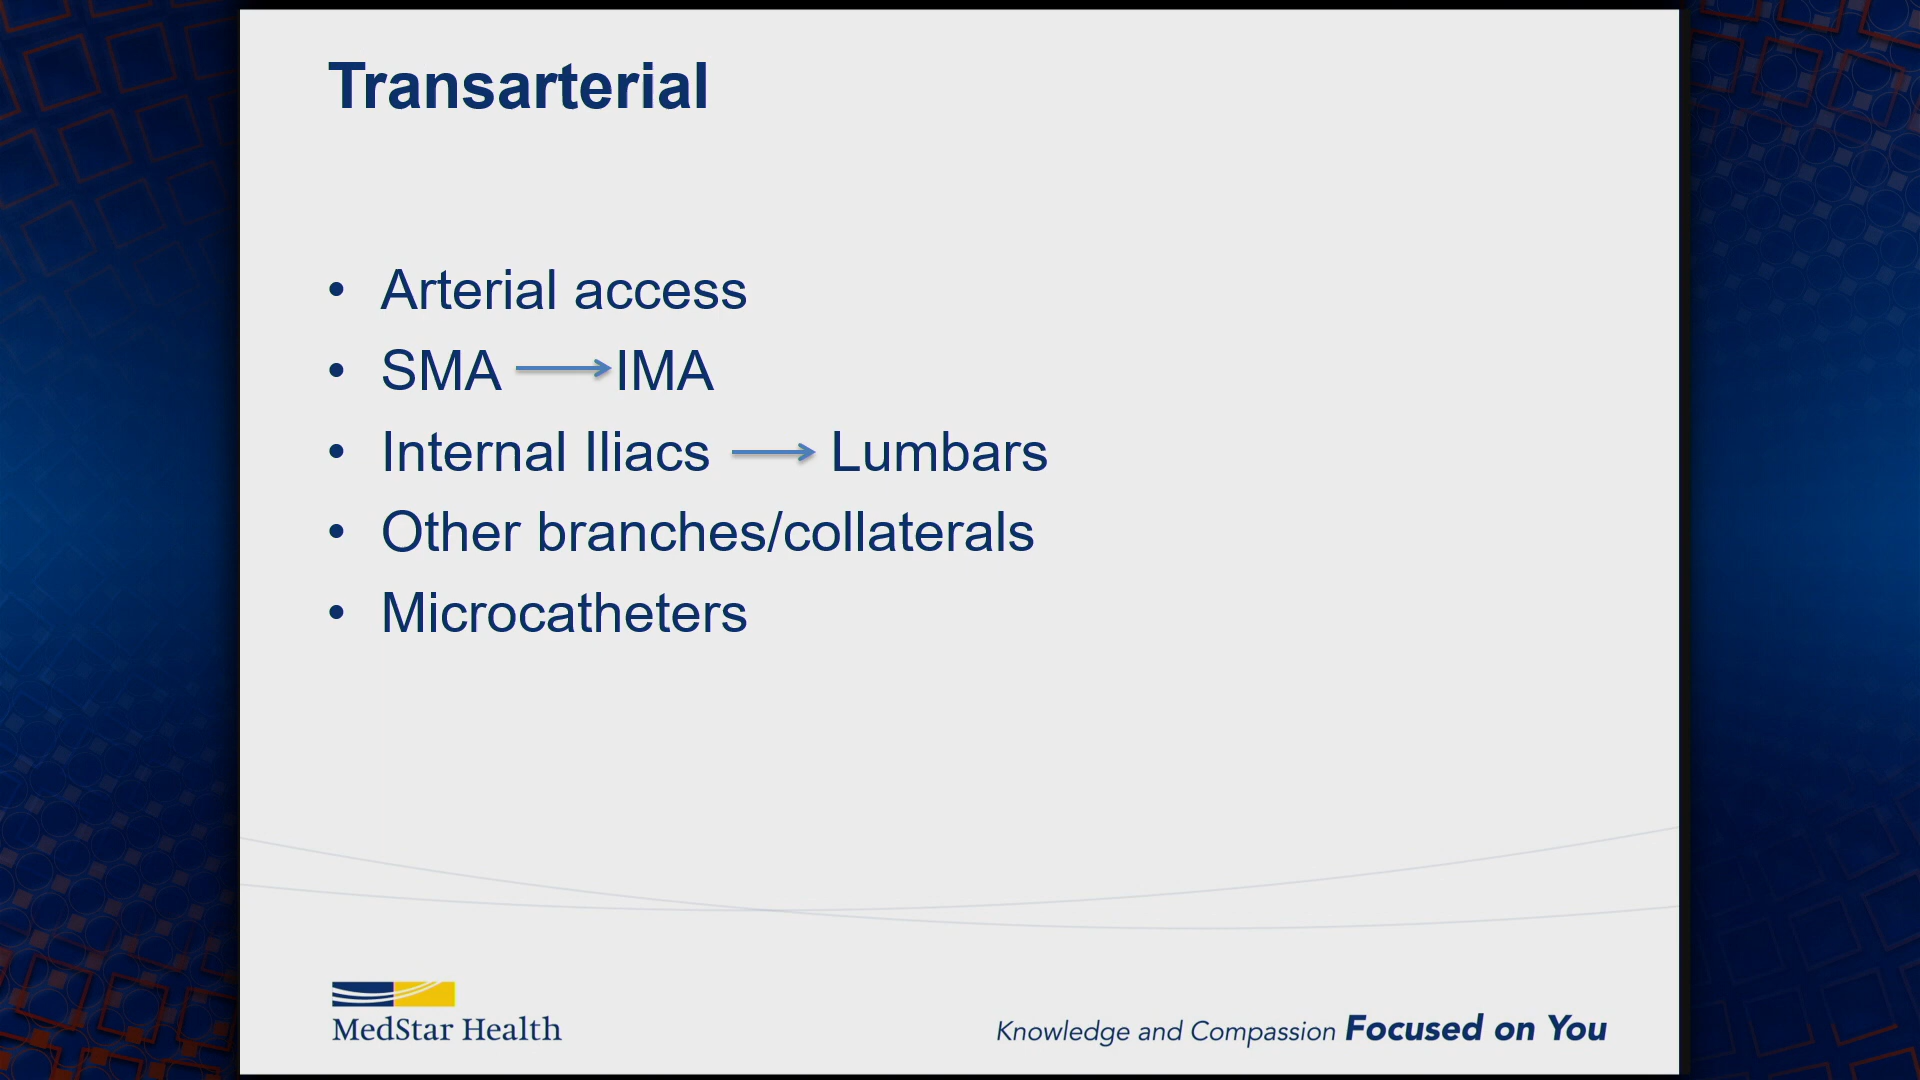 Transarterial
• Arterial access
• SMA → IMA
• Internal Iliacs → Lumbars
• Other branches/collaterals
• Microcatheters
MedStar Health
Knowledge and Compassion Focused on You